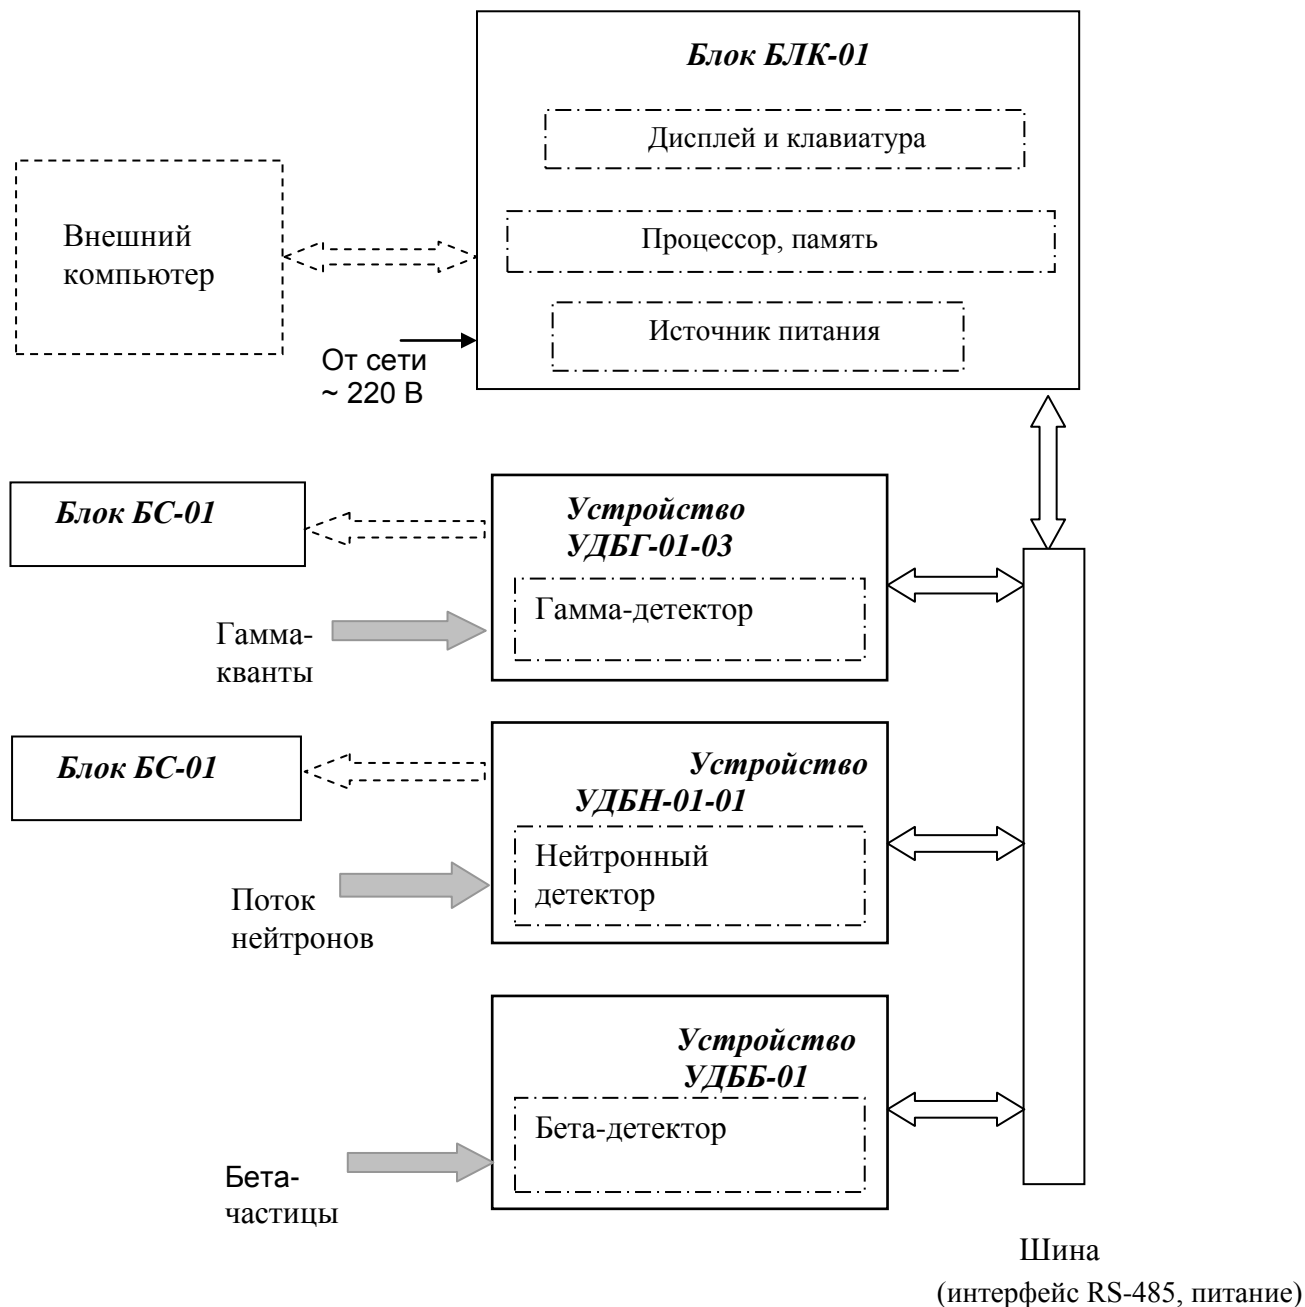 Блок БЛК-01
Дисплей и клавиатура
Процессор, память
Источник питания
Внешний
компьютер
От сети
~ 220 В
Блок БС-01
Устройство
УДБГ-01-03
Гамма-детектор
Гамма-
кванты
Блок БС-01
Устройство
УДБН-01-01
Нейтронный
детектор
Поток
нейтронов
Устройство
УДББ-01
Бета-детектор
Бета-
частицы
Шина
(интерфейс RS-485, питание)